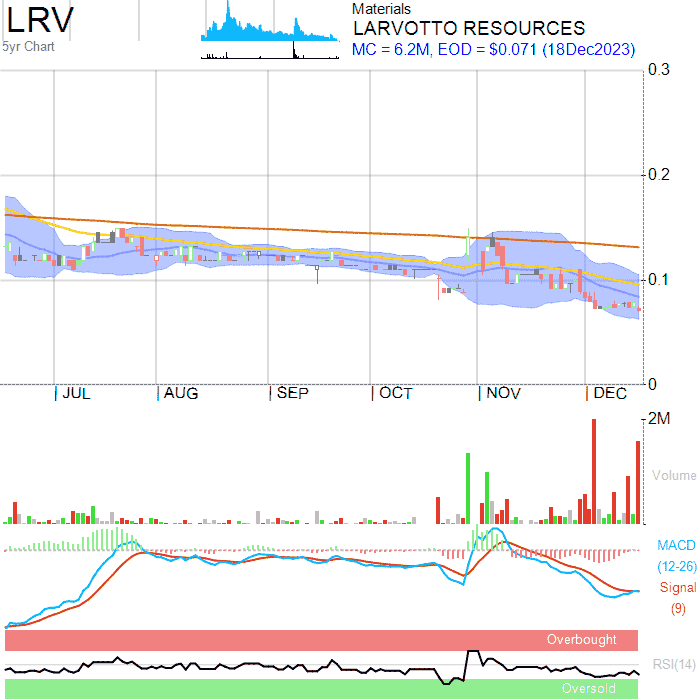 LRV
5yr Chart
Materials
LARVOTTO RESOURCES
MC = 6.2M, EOD = $0.071 (18Dec2023)
0.3
0.2
0.1
0
JUL AUG SEP OCT NOV DEC
2M
Volume
MACD
(12-26)
Signal
(9)
Overbought
RSI(14)
Oversold